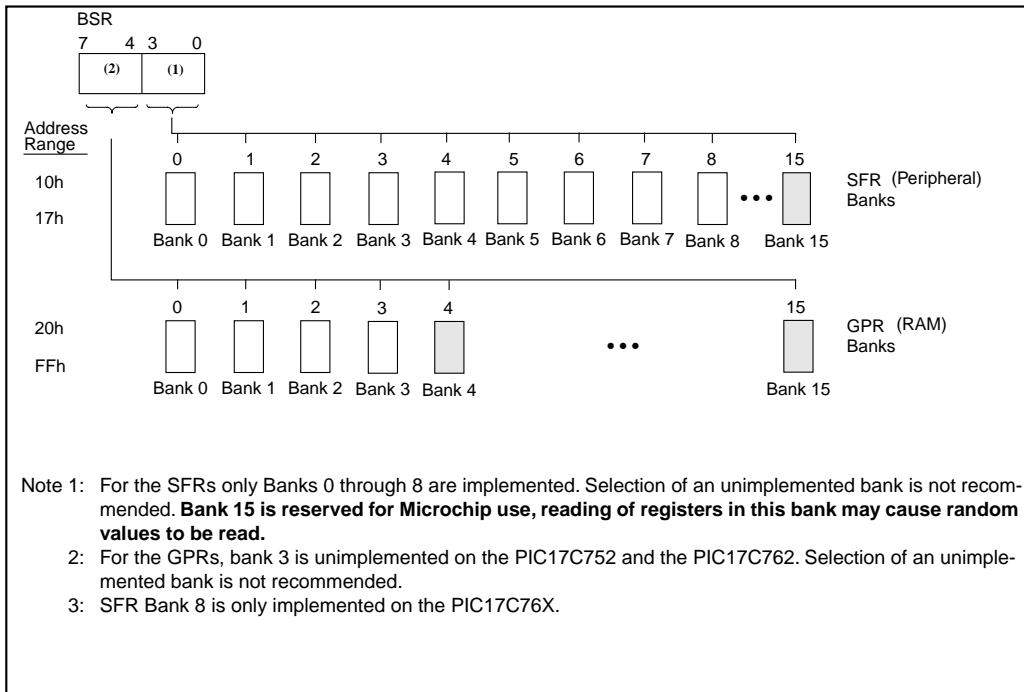 BSR
7 4 3 0
(2) (1)
Address
Range
0 1 2 3 4 5 6 7 8 15
10h
17h
SFR (Peripheral)
Banks
•••
Bank 0 Bank 1 Bank 2 Bank 3 Bank 4 Bank 5 Bank 6 Bank 7 Bank 8 Bank 15
0 1 2 3 4 15
20h
FFh
GPR (RAM)
Banks
•••
Bank 0 Bank 1 Bank 2 Bank 3 Bank 4 Bank 15
Note 1: For the SFRs only Banks 0 through 8 are implemented. Selection of an unimplemented bank is not recom-
mended. Bank 15 is reserved for Microchip use, reading of registers in this bank may cause random
values to be read.
2: For the GPRs, bank 3 is unimplemented on the PIC17C752 and the PIC17C762. Selection of an unimple-
mented bank is not recommended.
3: SFR Bank 8 is only implemented on the PIC17C76X.